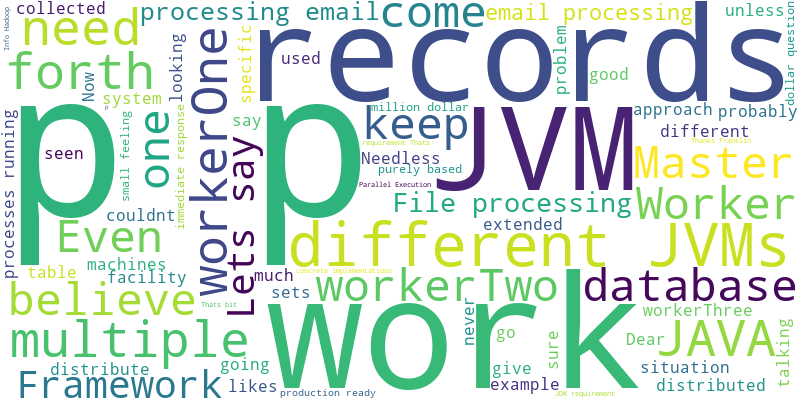 Info Hadoop
collected
need
forth
processing email
come
email processing
unless
dollar question
Now
looking
workerOne
specific
records
used
problem
good
p
p
system
processes running
seen
small feeling
one
immediate response
say
Lets say
million dollar
keep
JVM
approach
probably
different
Thanks Franklin
requirement Thats
Needless
purely based
Parallel Execution
Master
Worker
File processing
extended
couldnt
Even
machines
facility
table
p
different JVMs
concrete implementations
much
sets
workerTwo
database
believe
Thats bit
work
never
workerThree
go
sure
Dear
JAVA
talking
multiple
distribute
going
give
situation
Framework
likes
production ready
example
distributed
JDK requirement